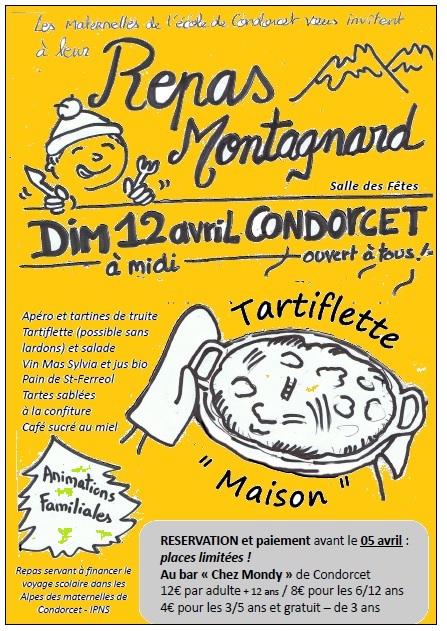 Les Maternelles de l'école de Condorcet vous invitent
à leur
Repas
Montagnard
Salle des Fêtes
Dim 12 avril CONDORCET
à midi
ouvert à tous !
Tartiflette
Apéro et tartines de truite
Tartiflette (possible sans
lardons) et salade
Vin Mas Sylvia et jus bio
Pain de St-Ferreol
Tartes sablées
à la confiture
Café sucré au miel
" Maison "
Animations
Familiales
RESERVATION et paiement avant le 05 avril :
places limitées !
Au bar « Chez Mondy » de Condorcet
12€ par adulte + 12 ans / 8€ pour les 6/12 ans
4€ pour les 3/5 ans et gratuit – de 3 ans
Repas servant à financer le
voyage scolaire dans les
Alpes des maternelles de
Condorcet - IPNS